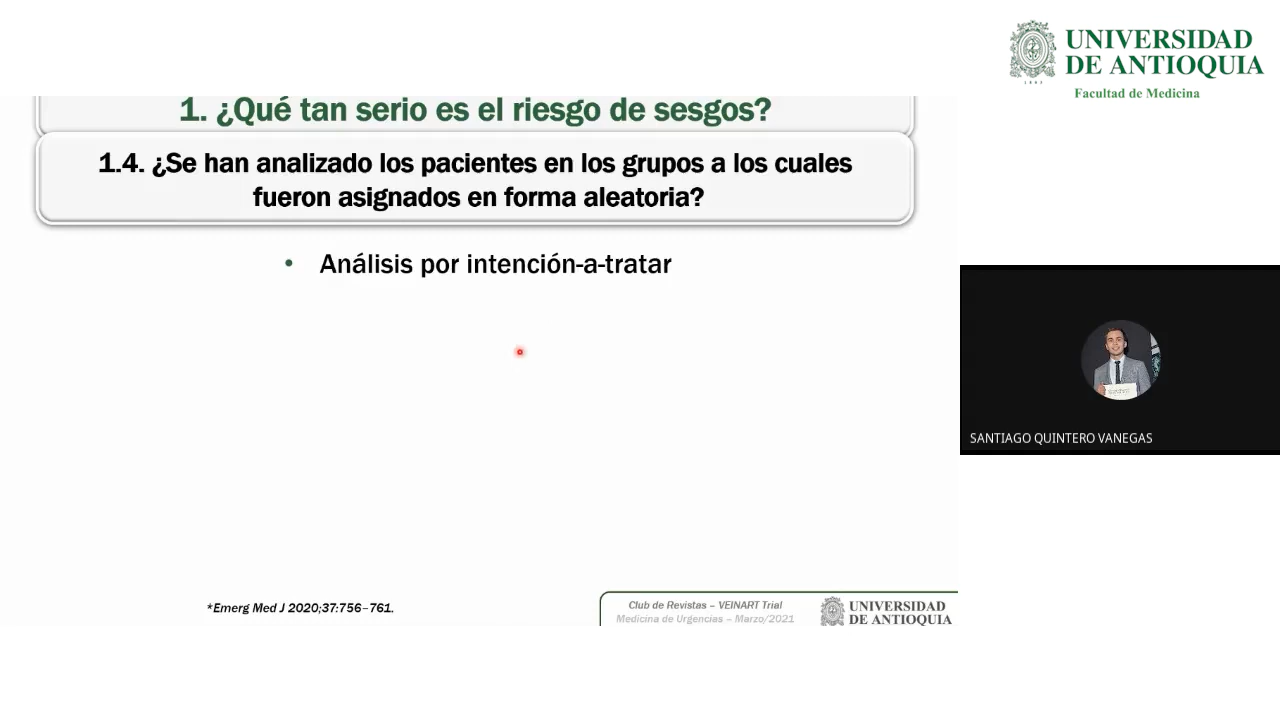 UNIVERSIDAD
DE ANTIOQUIA
1803
Facultad de Medicina
1. ¿Qué tan serio es el riesgo de sesgos?
1.4. ¿Se han analizado los pacientes en los grupos a los cuales
fueron asignados en forma aleatoria?
• Análisis por intención-a-tratar
SANTIAGO QUINTERO VANEGAS
*Emerg Med J 2020;37:756–761.
Club de Revistas – VEINART Trial
Medicina de Urgencias – Marzo/2021
UNIVERSIDAD
DE ANTIOQUIA